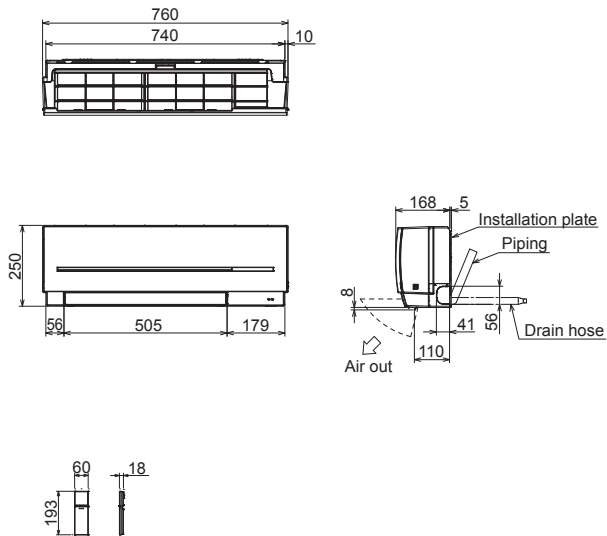 760
740 10
168 5
Installation plate
Piping
250
8
56 505 179
41
56
Drain hose
110
Air out
60 18
193